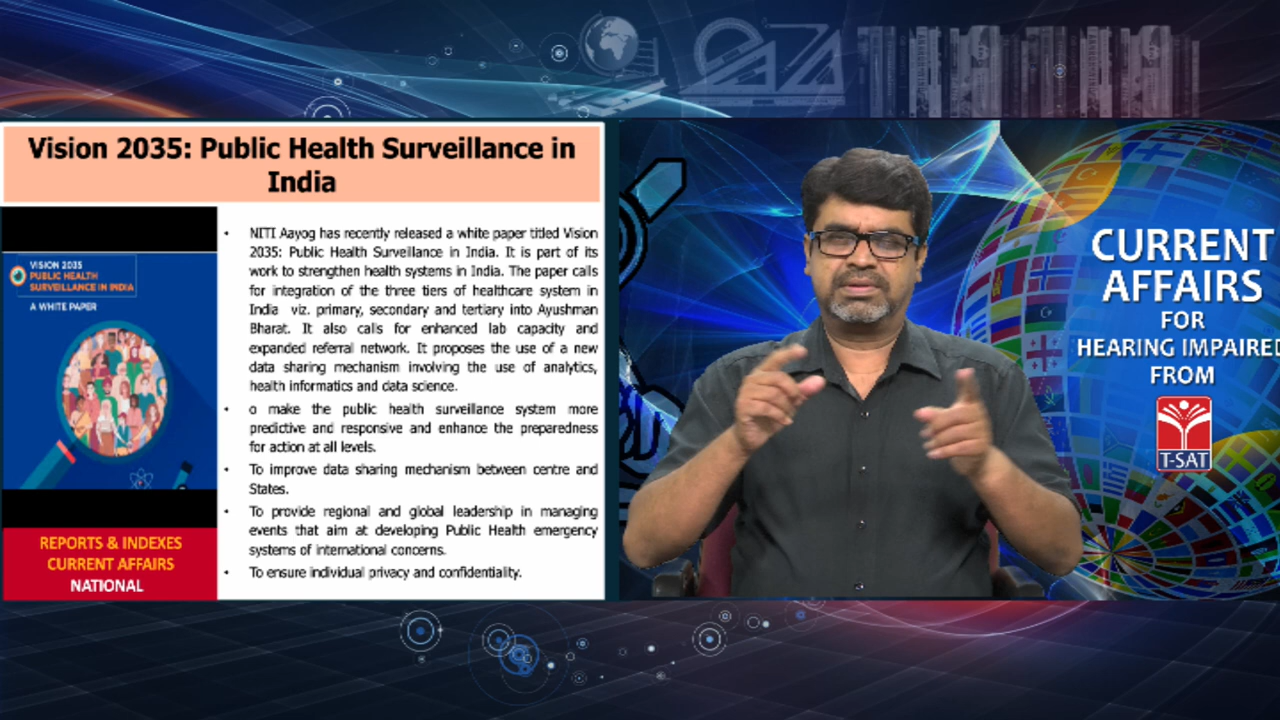 Vision 2035: Public Health Surveillance in
India
VISION 2035
PUBLIC HEALTH
SURVEILLANCE IN INDIA
A WHITE PAPER
REPORTS & INDEXES
CURRENT AFFAIRS
NATIONAL
• NITI Aayog has recently released a white paper titled Vision
2035: Public Health Surveillance in India. It is part of its
work to strengthen health systems in India. The paper calls
for integration of the three tiers of healthcare system in
India viz. primary, secondary and tertiary into Ayushman
Bharat. It also calls for enhanced lab capacity and
expanded referral network. It proposes the use of a new
data sharing mechanism involving the use of analytics,
health informatics and data science.
• o make the public health surveillance system more
predictive and responsive and enhance the preparedness
for action at all levels.
• To improve data sharing mechanism between centre and
States.
• To provide regional and global leadership in managing
events that aim at developing Public Health emergency
systems of international concerns.
• To ensure individual privacy and confidentiality.
CURRENT
AFFAIRS
FOR
HEARING IMPAIRED
FROM
T-SAT